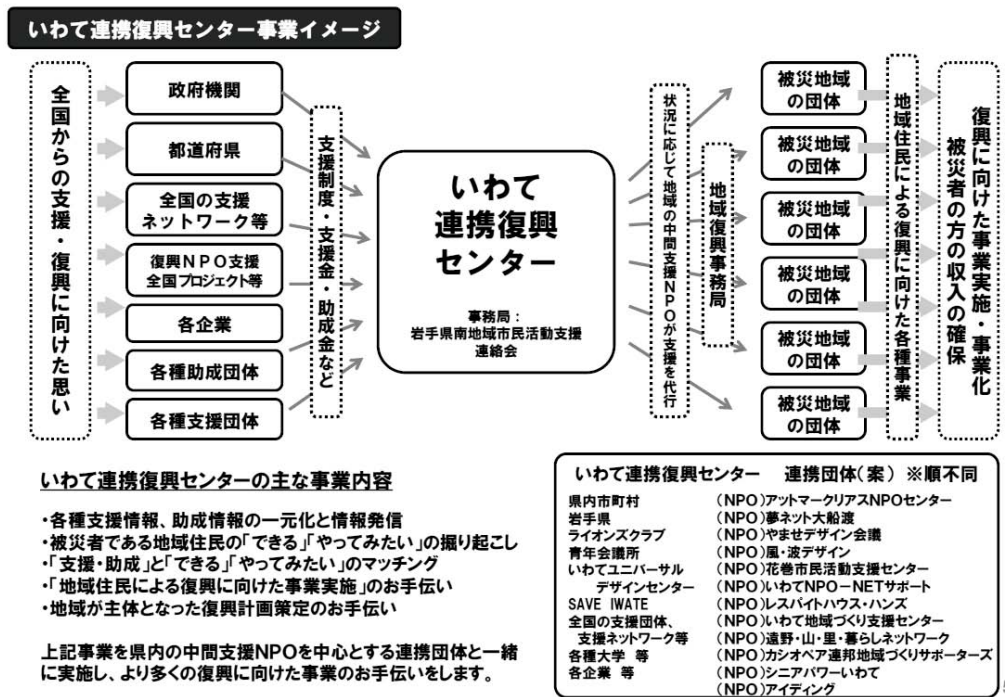 いわて連携復興センター事業イメージ
全国からの支援・復興に向けた思い
政府機関
都道府県
全国の支援
ネットワーク等
復興NPO支援
全国プロジェクト等
各企業
各種助成団体
各種支援団体
支援制度・支援金・助成金など
いわて
連携復興
センター
事務局：
岩手県南地域市民活動支援
連絡会
状況に応じて地域の中間支援NPOが支援を代行
地域復興事務局
被災地域
の団体
被災地域
の団体
被災地域
の団体
被災地域
の団体
被災地域
の団体
被災地域
の団体
地域住民による復興に向けた各種事業
復興に向けた事業実施・事業化
被災者の方の収入の確保
いわて連携復興センターの主な事業内容
・各種支援情報、助成情報の一元化と情報発信
・被災者である地域住民の「できる」「やってみたい」の掘り起こし
・「支援・助成」と「できる」「やってみたい」のマッチング
・「地域住民による復興に向けた事業実施」のお手伝い
・地域が主体となった復興計画策定のお手伝い
上記事業を県内の中間支援NPOを中心とする連携団体と一緒
に実施し、より多くの復興に向けた事業のお手伝いをします。
いわて連携復興センター　連携団体（案）※順不同
県内市町村
岩手県
ライオンズクラブ
青年会議所
いわてユニバーサル
デザインセンター
SAVE IWATE
全国の支援団体、
支援ネットワーク等
各種大学 等
各企業 等
（NPO）アットマークリアスNPOセンター
（NPO）夢ネット大船渡
（NPO）やませデザイン会議
（NPO）風・波デザイン
（NPO）花巻市民活動支援センター
（NPO）いわてNPO－NETサポート
（NPO）レスパイトハウス・ハンズ
（NPO）いわて地域づくり支援センター
（NPO）遠野・山・里・暮らしネットワーク
（NPO）カシオペア連邦地域づくりサポーターズ
（NPO）シニアパワーいわて
（NPO）アイディング